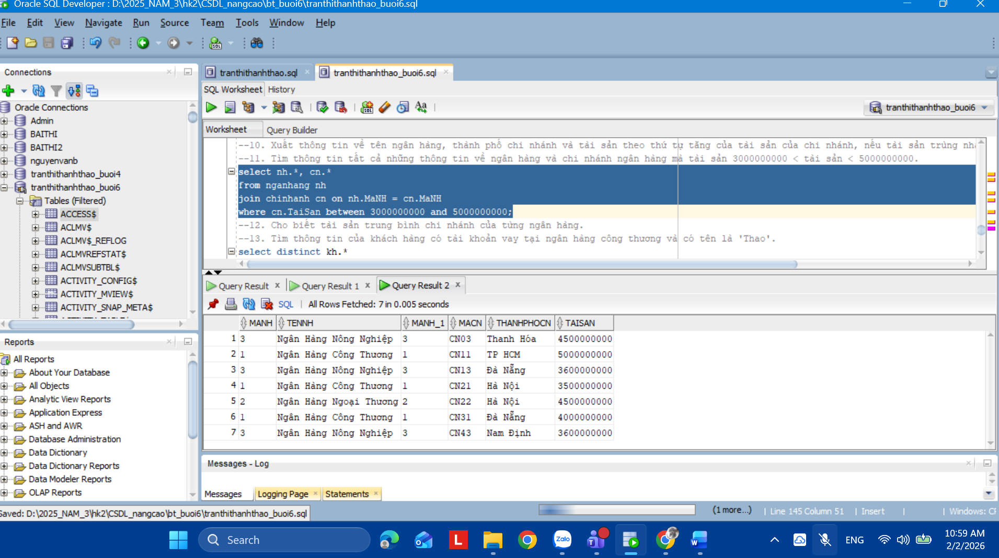 Oracle SQL Developer : D:\2025_NAM_3\hk2\CSDL_nangcao\bt_buoi6\tranthithanhthao_buoi6.sql
File Edit View Navigate Run Source Team Tools Window Help
Connections
Oracle Connections
Admin
BAITHI
BAITHI2
nguyenvanb
tranthithanhthao_buoi4
tranthithanhthao_buoi6
Tables (Filtered)
ACCESS$
ACLMV$
ACLMV$_REFLOG
ACLMVREFSTAT$
ACLMVSUBTBL$
ACTIVITY_CONFIG$
ACTIVITY_MVIEW$
ACTIVITY_SNAP_META$
Reports
All Reports
About Your Database
All Objects
Analytic View Reports
Application Express
ASH and AWR
Database Administration
Data Dictionary
Data Dictionary Reports
Data Modeler Reports
OLAP Reports
tranthithanhthao.sql tranthithanhthao_buoi6.sql
SQL Worksheet History
tranthithanhthao_buoi6
Worksheet Query Builder
--10. Xuất thông tin về tên ngân hàng, thành phố chi nhánh và tài sản theo thứ tự tăng của tài sản của chi nhánh, nếu tài sản trùng
--11. Tìm thông tin tất cả những thông tin về ngân hàng và chi nhánh ngân hàng mà tài sản 3000000000 < tài sản < 5000000000.
select nh.*, cn.*
from nganhang nh
join chinhanh cn on nh.MaNH = cn.MaNH
where cn.TaiSan between 3000000000 and 5000000000;
--12. Cho biết tài sản trung bình chi nhánh của từng ngân hàng.
--13. Tìm thông tin của khách hàng có tài khoản vay tại ngân hàng công thương và có tên là 'Thao'.
select distinct kh.*
Query Result Query Result 1 Query Result 2
SQL | All Rows Fetched: 7 in 0.005 seconds
MANH TENNH MANH_1 MACN THANHPHOCN TAISAN
1 3 Ngân Hàng Nông Nghiệp 3 CN03 Thanh Hóa 4500000000
2 1 Ngân Hàng Công Thương 1 CN11 TP HCM 5000000000
3 3 Ngân Hàng Nông Nghiệp 3 CN13 Đà Nẵng 3600000000
4 1 Ngân Hàng Công Thương 1 CN21 Hà Nội 3500000000
5 2 Ngân Hàng Ngoại Thương 2 CN22 Hà Nội 4500000000
6 1 Ngân Hàng Công Thương 1 CN31 Đà Nẵng 4000000000
7 3 Ngân Hàng Nông Nghiệp 3 CN43 Nam Định 3600000000
Messages - Log
Messages Logging Page Statements
Saved: D:\2025_NAM_3\hk2\CSDL_nangcao\bt_buoi6\tranthithanhthao_buoi6.sql
(1 more...) | Line 145 Column 51 | Insert | | Windows:
Search
L
Zalo
ENG
10:59 AM
2/2/2026